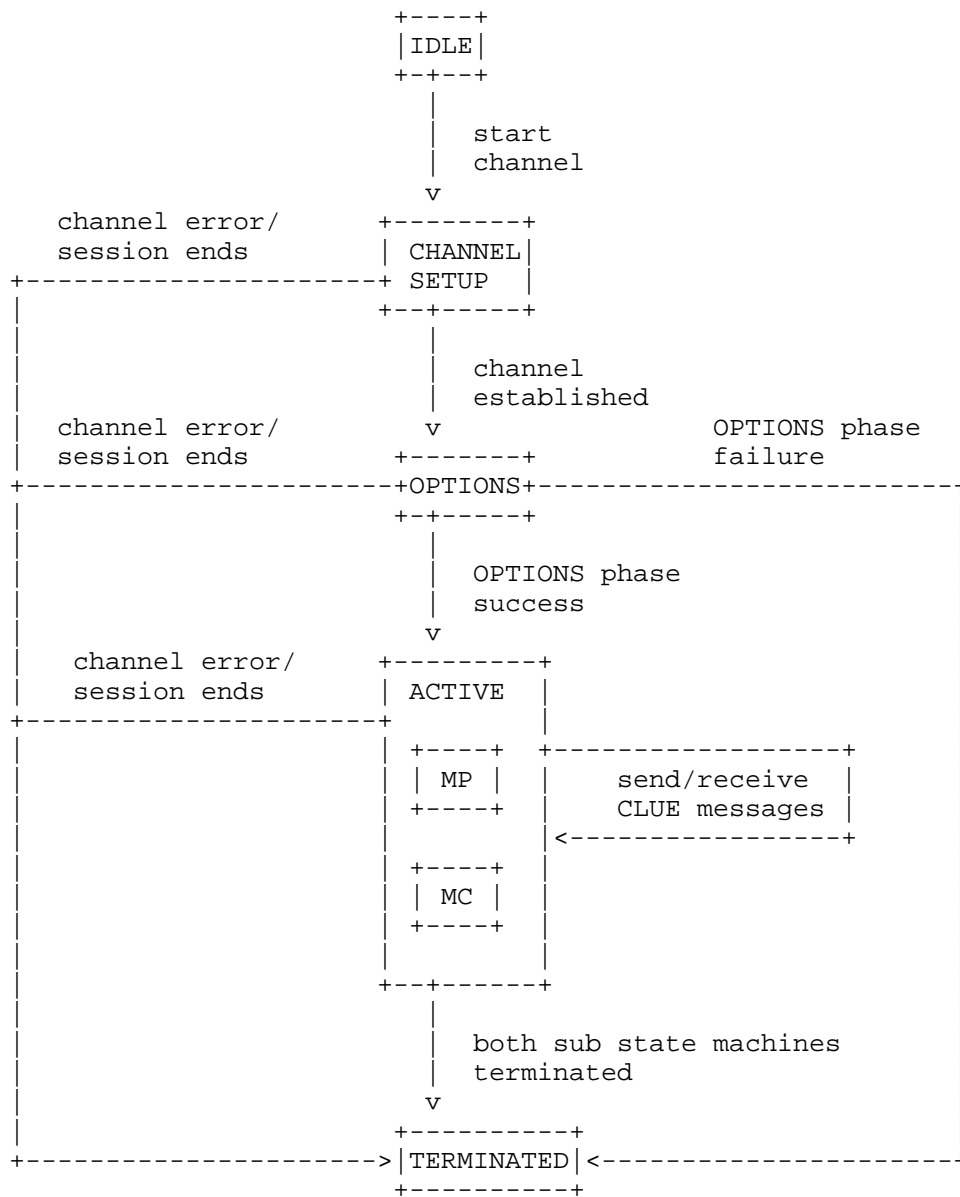 IDLE
start
channel
channel error/
session ends
CHANNEL
SETUP
channel
established
channel error/
session ends
OPTIONS phase
failure
OPTIONS
OPTIONS phase
success
channel error/
session ends
ACTIVE
MP
send/receive
CLUE messages
MC
both sub state machines
terminated
TERMINATED